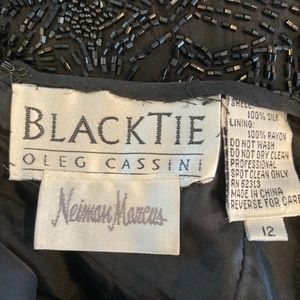 BLACKTIE
OLEG CASSINI
Neiman Marcus
SHELL
100% SILK
LINING:
100% RAYON
DO NOT WASH
DO NOT DRY CLEAN
PROFESSIONAL
SPOT CLEAN ONLY
RN 62313
MADE IN CHINA
REVERSE FOR CARE
12